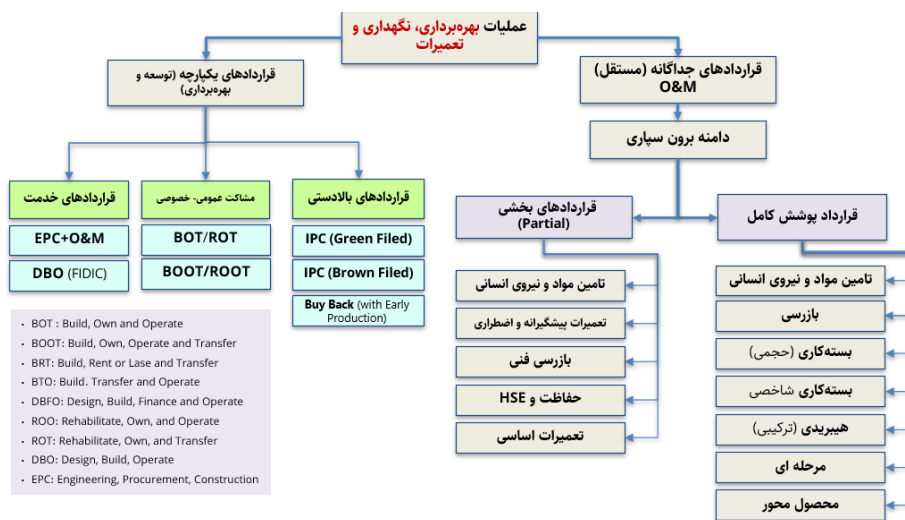 عملیات بهره‌برداری، نگهداری و
تعمیرات
قراردادهای جداگانه (مستقل)
O&M
دامنه برون سپاری
قرارداد پوشش کامل
تامین مواد و نیروی انسانی
بازرسی
بسته‌کاری (حجمی)
بسته‌کاری شاخصی
هیبریدی (ترکیبی)
مرحله ای
محصول محور
قراردادهای بخشی
(Partial)
تامین مواد و نیروی انسانی
تعمیرات پیشگیرانه و اضطراری
بازرسی فنی
حفاظت و HSE
تعمیرات اساسی
قراردادهای یکپارچه (توسعه و
بهره‌برداری)
قراردادهای بالادستی
IPC (Green Filed)
IPC (Brown Filed)
Buy Back (with Early
Production)
مشاکت عمومی- خصوصی
BOT/ROT
BOOT/ROOT
قراردادهای خدمت
EPC+O&M
DBO (FIDIC)
• BOT : Build, Own and Operate
• BOOT: Build, Own, Operate and Transfer
• BRT: Build, Rent or Lase and Transfer
• BTO: Build. Transfer and Operate
• DBFO: Design, Build, Finance and Operate
• ROO: Rehabilitate, Own, and Operate
• ROT: Rehabilitate, Own, and Transfer
• DBO: Design, Build, Operate
• EPC: Engineering, Procurement, Construction